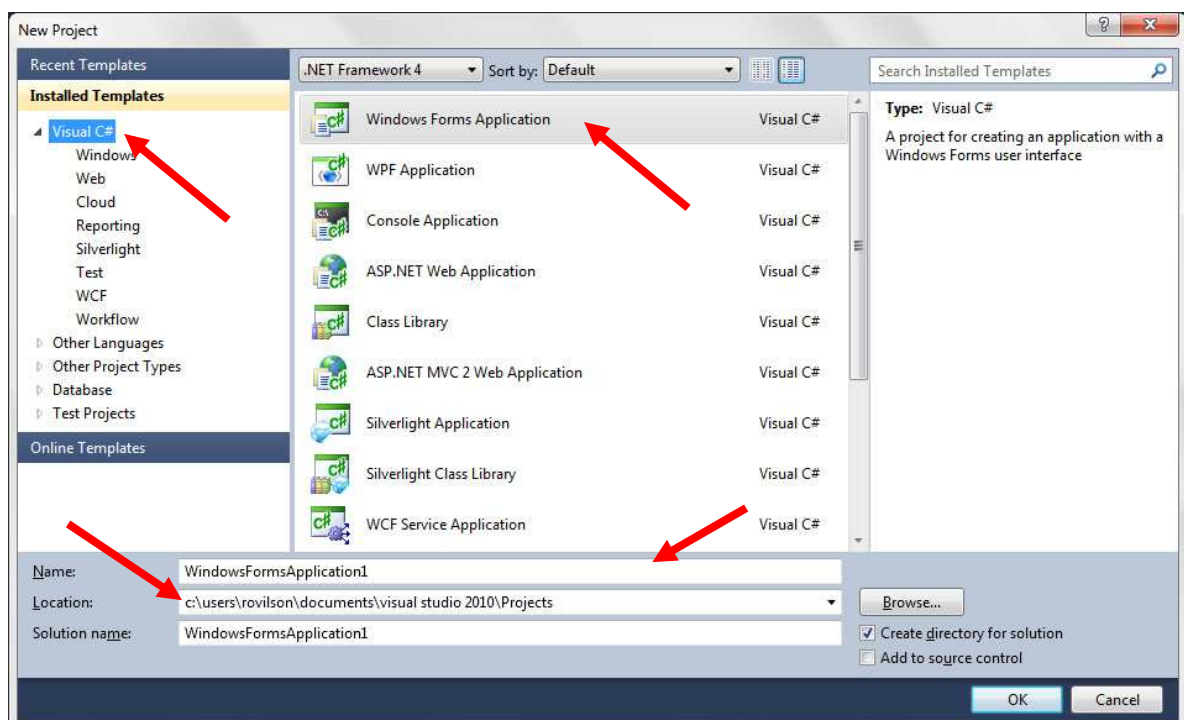 New Project
Recent Templates
Installed Templates
Visual C#
Windows
Web
Cloud
Reporting
Silverlight
Test
WCF
Workflow
Other Languages
Other Project Types
Database
Test Projects
Online Templates
.NET Framework 4 Sort by: Default
Windows Forms Application Visual C#
WPF Application Visual C#
Console Application Visual C#
ASP.NET Web Application Visual C#
Class Library Visual C#
ASP.NET MVC 2 Web Application Visual C#
Silverlight Application Visual C#
Silverlight Class Library Visual C#
WCF Service Application Visual C#
Search Installed Templates
Type: Visual C#
A project for creating an application with a
Windows Forms user interface
Name: WindowsFormsApplication1
Location: c:\users\rovilson\documents\visual studio 2010\Projects
Browse...
Solution name: WindowsFormsApplication1
Create directory for solution
Add to source control
OK Cancel